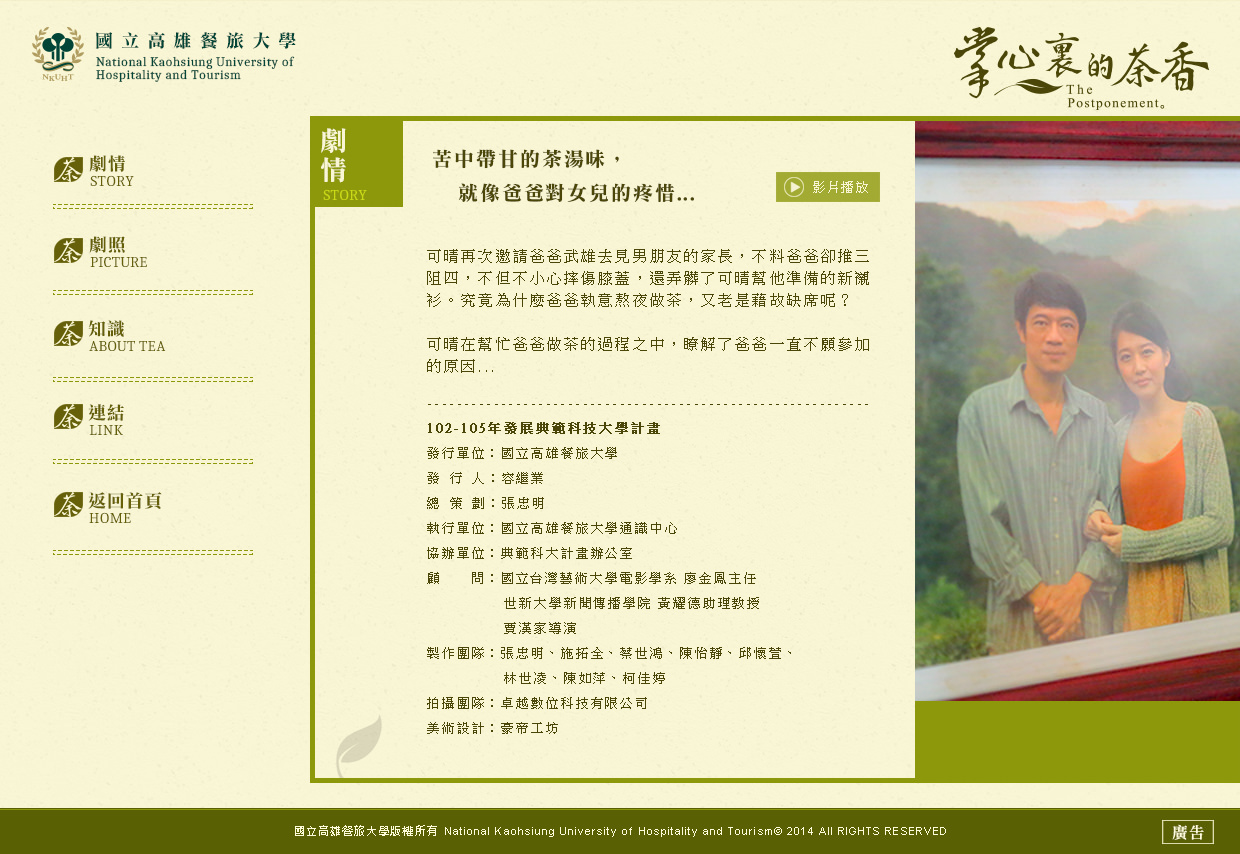 國立高雄餐旅大學
National Kaohsiung University of
Hospitality and Tourism
NKUHT
掌心裏的茶香
The
Postponement。
茶 劇情
STORY
茶 劇照
PICTURE
茶 知識
ABOUT TEA
茶 連結
LINK
茶 返回首頁
HOME
劇
情
STORY
苦中帶甘的茶湯味，
就像爸爸對女兒的疼惜...
影片播放
可晴再次邀請爸爸武雄去見男朋友的家長，不料爸爸卻推三
阻四，不但不小心摔傷膝蓋，還弄髒了可晴幫他準備的新襯
衫。究竟為什麼爸爸執意熬夜做茶，又老是藉故缺席呢？
可晴在幫忙爸爸做茶的過程之中，瞭解了爸爸一直不願參加
的原因...
102-105年發展典範科技大學計畫
發行單位：國立高雄餐旅大學
發 行 人：容繼業
總 策 劃：張忠明
執行單位：國立高雄餐旅大學通識中心
協辦單位：典範科大計畫辦公室
顧　　問：國立台灣藝術大學電影學系 廖金鳳主任
世新大學新聞傳播學院 黃耀德助理教授
賈漢家導演
製作團隊：張忠明、施拓全、蔡世鴻、陳怡靜、邱懷萱、
林世凌、陳如萍、柯佳婷
拍攝團隊：卓越數位科技有限公司
美術設計：豪帝工坊
國立高雄餐旅大學版權所有 National Kaohsiung University of Hospitality and Tourism© 2014 All RIGHTS RESERVED
廣告